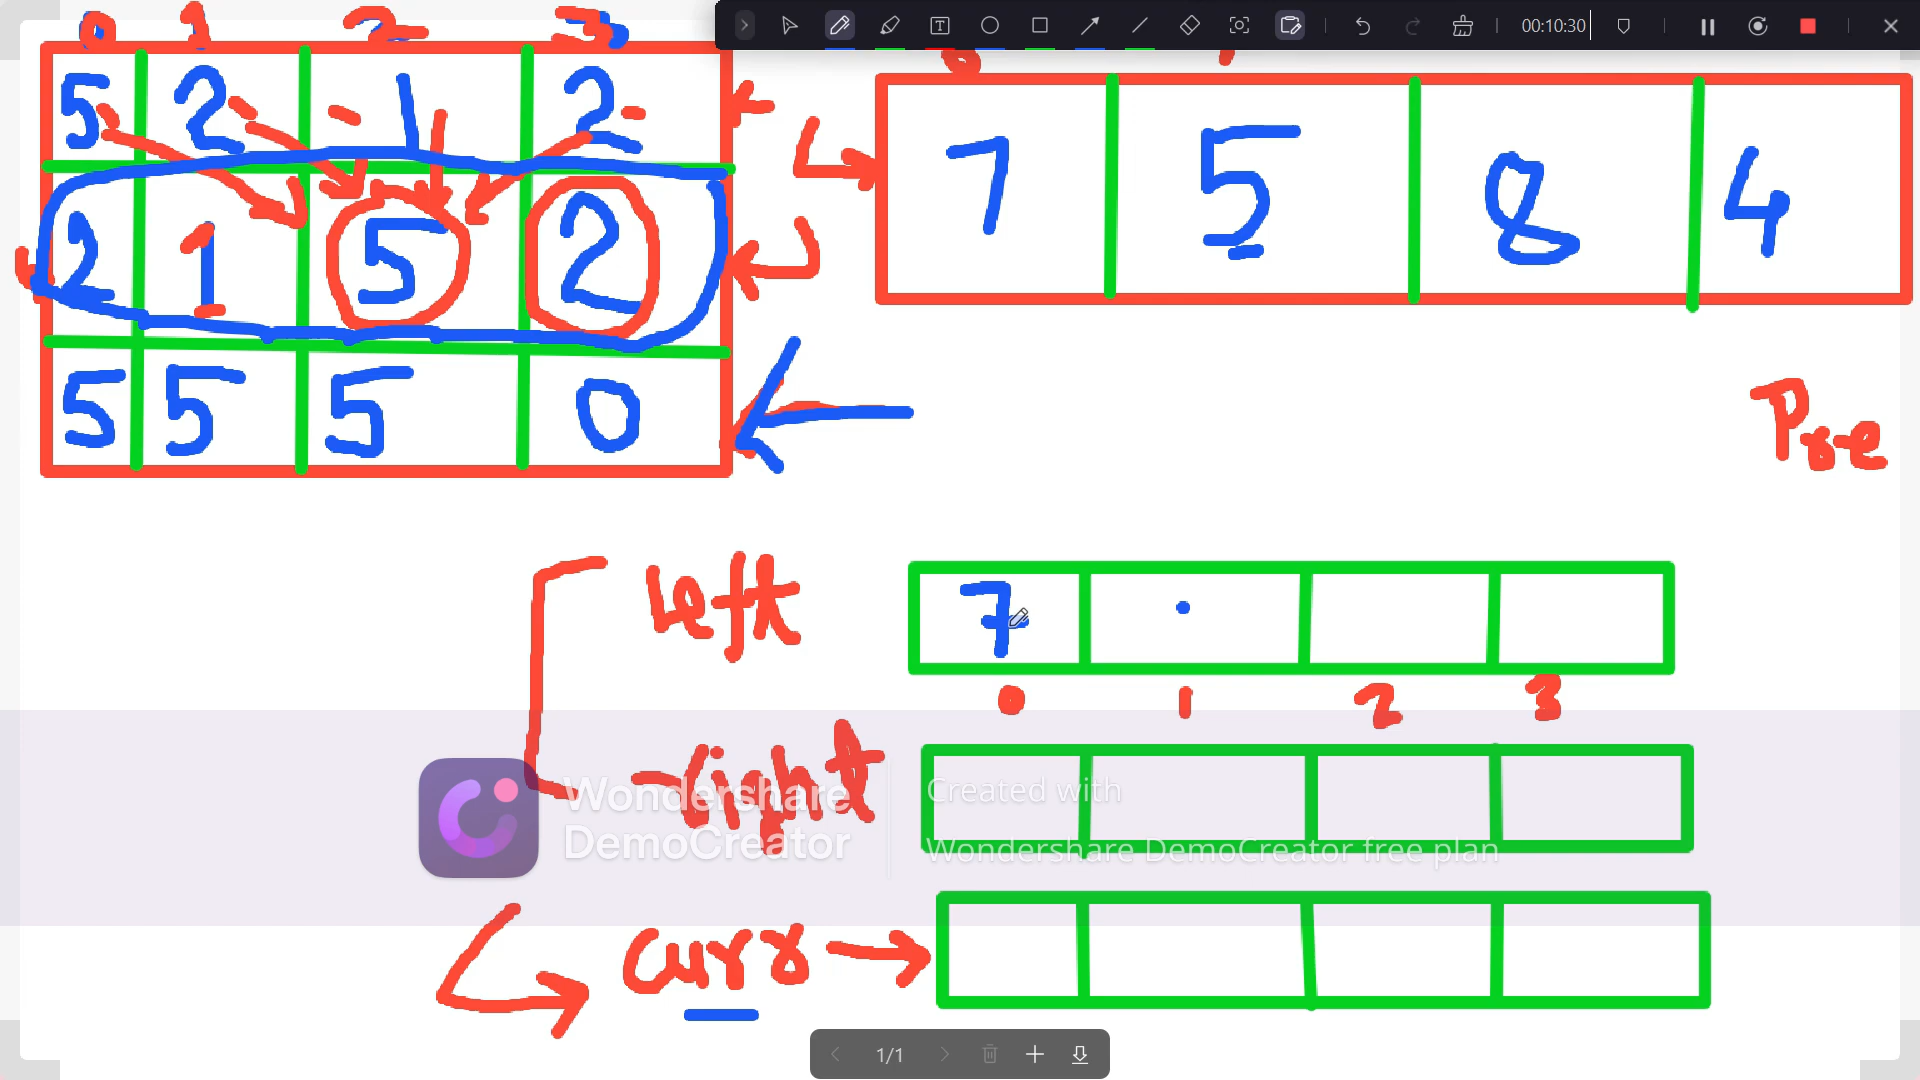 0 1 2 3
00:10:30
5 2 1 2
7 5 8 4
2 1 5 2
5 5 5 0
Pre
left
7
0 1 2 3
right
Wondershare
DemoCreator
Created with
Wondershare DemoCreator free plan
curr
1/1